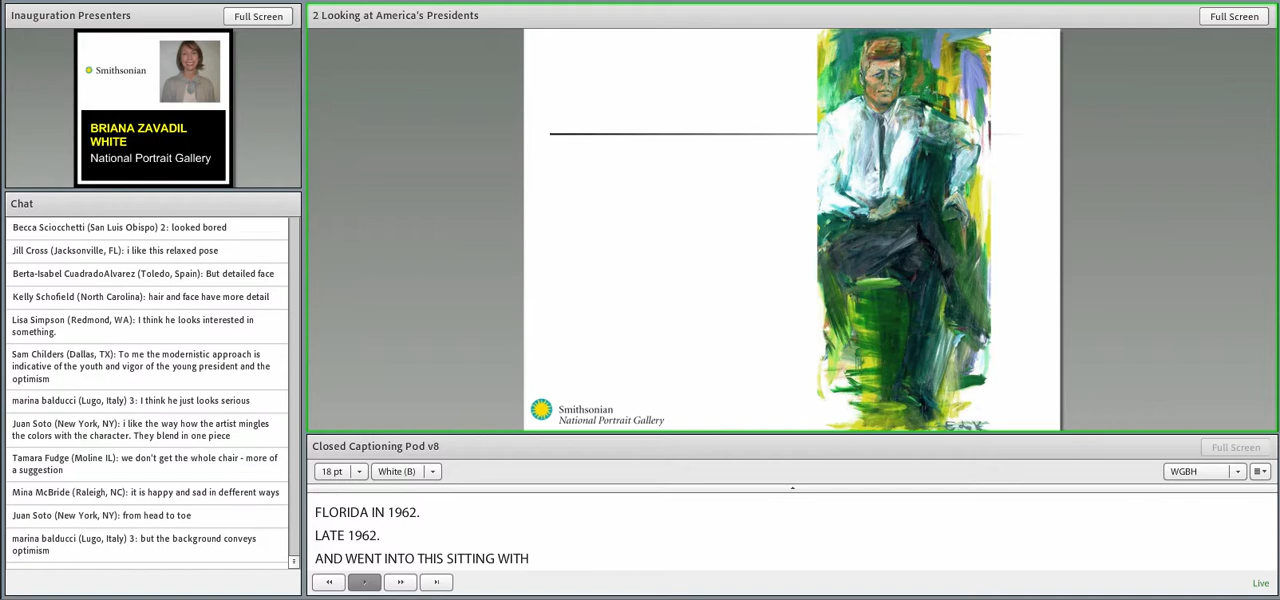 Inauguration Presenters
Full Screen
Smithsonian
BRIANA ZAVADIL
WHITE
National Portrait Gallery
Chat
Becca Sciocchetti (San Luis Obispo) 2: looked bored
Jill Cross (Jacksonville, FL): i like this relaxed pose
Berta-Isabel CuadradoAlvarez (Toledo, Spain): But detailed face
Kelly Schofield (North Carolina): hair and face have more detail
Lisa Simpson (Redmond, WA): I think he looks interested in
something.
Sam Childers (Dallas, TX): To me the modernistic approach is
indicative of the youth and vigor of the young president and the
optimism
marina balducci (Lugo, Italy) 3: I think he just looks serious
Juan Soto (New York, NY): i like the way how the artist mingles
the colors with the character. They blend in one piece
Tamara Fudge (Moline IL): we don't get the whole chair - more of
a suggestion
Mina McBride (Raleigh, NC): it is happy and sad in defferent ways
Juan Soto (New York, NY): from head to toe
marina balducci (Lugo, Italy) 3: but the background conveys
optimism
2 Looking at America's Presidents
Full Screen
Smithsonian
National Portrait Gallery
Closed Captioning Pod v8
Full Screen
18 pt
White (B)
WGBH
FLORIDA IN 1962.
LATE 1962.
AND WENT INTO THIS SITTING WITH
Live